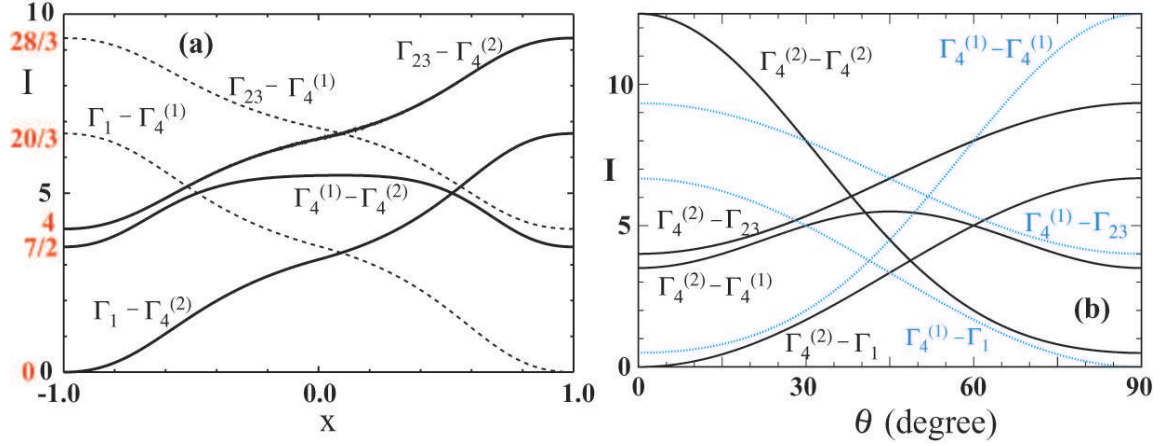 10
28/3
I
20/3
5
4
7/2
0
0
(a)
Γ₂₃ – Γ₄⁽²⁾
Γ₂₃ – Γ₄⁽¹⁾
Γ₁ – Γ₄⁽¹⁾
Γ₄⁽¹⁾ – Γ₄⁽²⁾
Γ₁ – Γ₄⁽²⁾
-1.0 0.0 1.0
x
10
I
5
0
Γ₄⁽²⁾ – Γ₄⁽²⁾
Γ₄⁽¹⁾ – Γ₄⁽¹⁾
Γ₄⁽²⁾ – Γ₂₃
Γ₄⁽¹⁾ – Γ₂₃
Γ₄⁽²⁾ – Γ₄⁽¹⁾
(b)
Γ₄⁽²⁾ – Γ₁
Γ₄⁽¹⁾ – Γ₁
0 30 60 90
θ (degree)